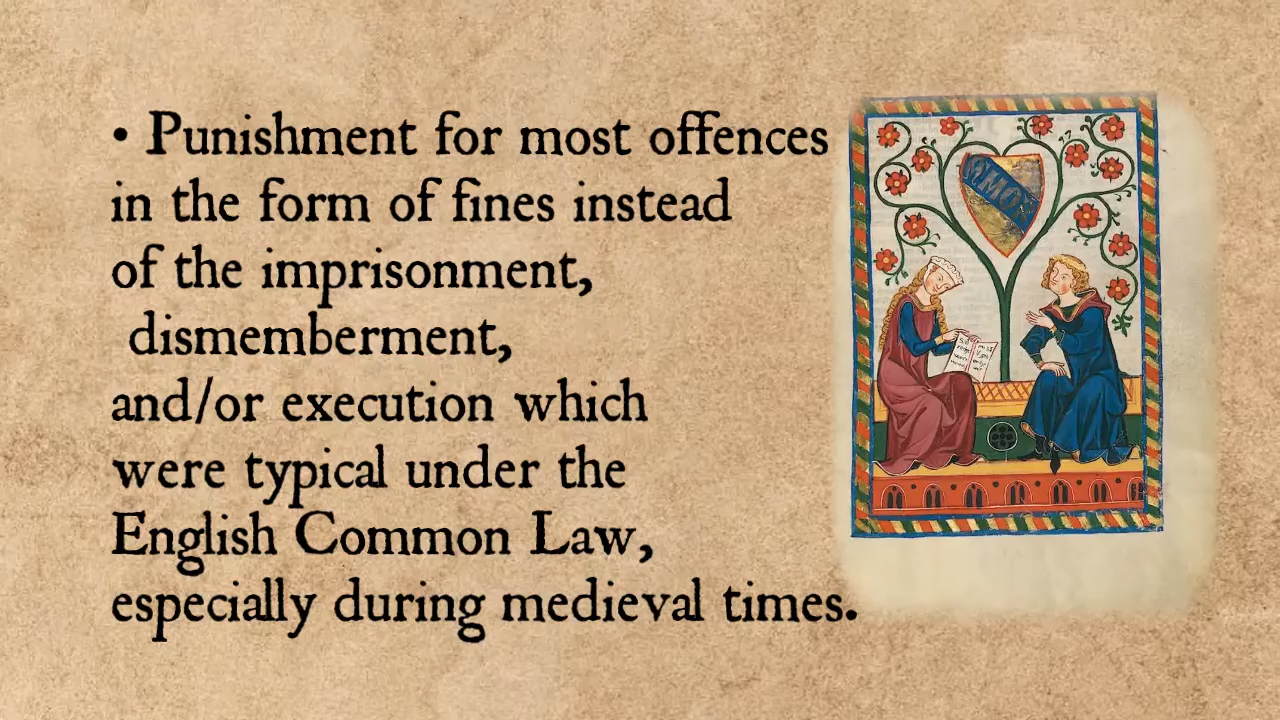 • Punishment for most offences
in the form of fines instead
of the imprisonment,
dismemberment,
and/or execution which
were typical under the
English Common Law,
especially during medieval times.